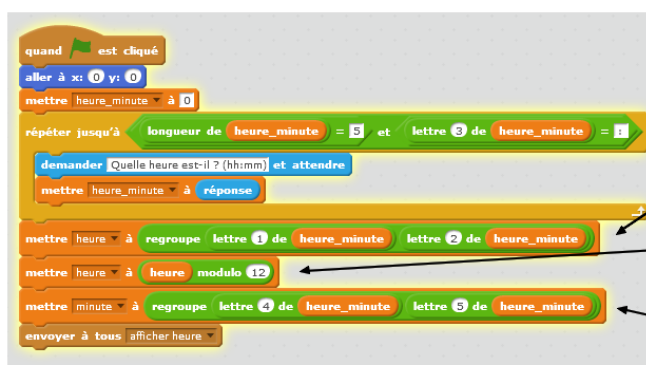 quand est cliqué
aller à x: 0 y: 0
mettre heure_minute à 0
répéter jusqu'à longueur de heure_minute = 5 et lettre 3 de heure_minute = :
demander Quelle heure est-il ? (hh:mm) et attendre
mettre heure_minute à réponse
mettre heure à regroupe lettre 1 de heure_minute lettre 2 de heure_minute
mettre heure à heure modulo 12
mettre minute à regroupe lettre 4 de heure_minute lettre 5 de heure_minute
envoyer à tous afficher heure